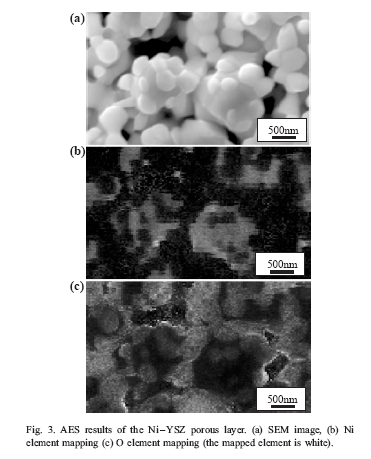 (a)
500nm
(b)
500nm
(c)
500nm
Fig. 3. AES results of the Ni−YSZ porous layer. (a) SEM image, (b) Ni
element mapping (c) O element mapping (the mapped element is white).